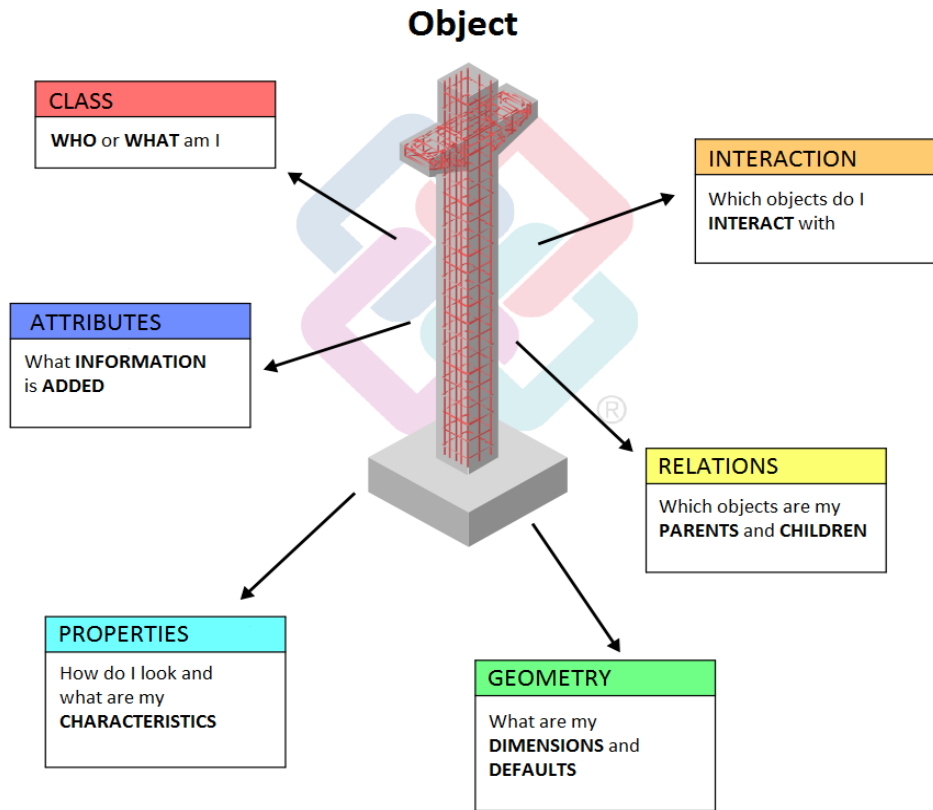 Object
CLASS
WHO or WHAT am I
INTERACTION
Which objects do I
INTERACT with
ATTRIBUTES
What INFORMATION
is ADDED
®
RELATIONS
Which objects are my
PARENTS and CHILDREN
PROPERTIES
How do I look and
what are my
CHARACTERISTICS
GEOMETRY
What are my
DIMENSIONS and
DEFAULTS